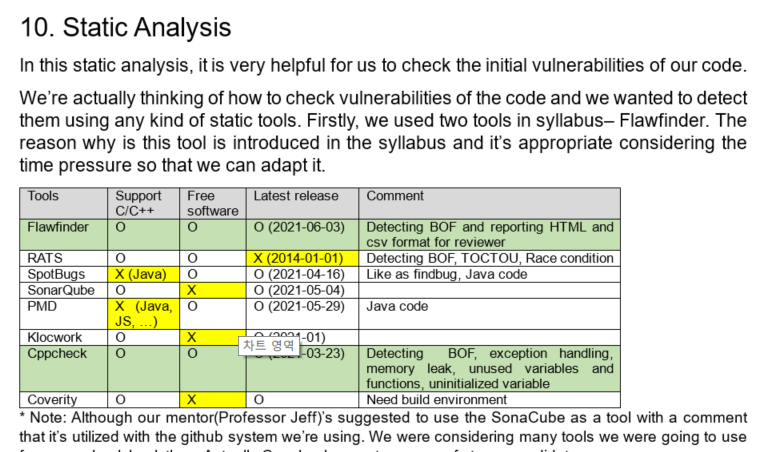 10. Static Analysis
In this static analysis, it is very helpful for us to check the initial vulnerabilities of our code.
We're actually thinking of how to check vulnerabilities of the code and we wanted to detect
them using any kind of static tools. Firstly, we used two tools in syllabus– Flawfinder. The
reason why is this tool is introduced in the syllabus and it's appropriate considering the
time pressure so that we can adapt it.
Tools Support C/C++ Free software Latest release Comment
Flawfinder O O O (2021-06-03) Detecting BOF and reporting HTML and
csv format for reviewer
RATS O O X (2014-01-01) Detecting BOF, TOCTOU, Race condition
SpotBugs X (Java) O O (2021-04-16) Like as findbug, Java code
SonarQube O X O (2021-05-04)
PMD X (Java, O O (2021-05-29) Java code
JS, …)
Klocwork O X -01)
차트 영역
Cppcheck O O -03-23) Detecting BOF, exception handling,
memory leak, unused variables and
functions, uninitialized variable
Coverity O X O Need build environment
* Note: Although our mentor(Professor Jeff)'s suggested to use the SonaCube as a tool with a comment
that it's utilized with the github system we're using. We were considering many tools we were going to use